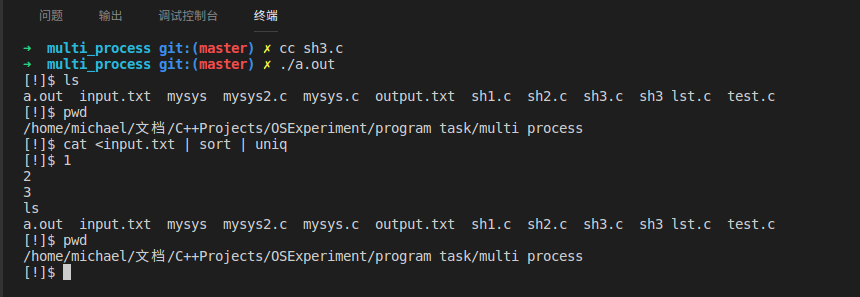 问题 输出 调试控制台 终端
➜ multi_process git:(master) ✗ cc sh3.c
➜ multi_process git:(master) ✗ ./a.out
[!]$ ls
a.out input.txt mysys mysys2.c mysys.c output.txt sh1.c sh2.c sh3.c sh3 lst.c test.c
[!]$ pwd
/home/michael/文档/C++Projects/OSExperiment/program task/multi process
[!]$ cat <input.txt | sort | uniq
[!]$ 1
2
3
ls
a.out input.txt mysys mysys2.c mysys.c output.txt sh1.c sh2.c sh3.c sh3 lst.c test.c
[!]$ pwd
/home/michael/文档/C++Projects/OSExperiment/program task/multi process
[!]$